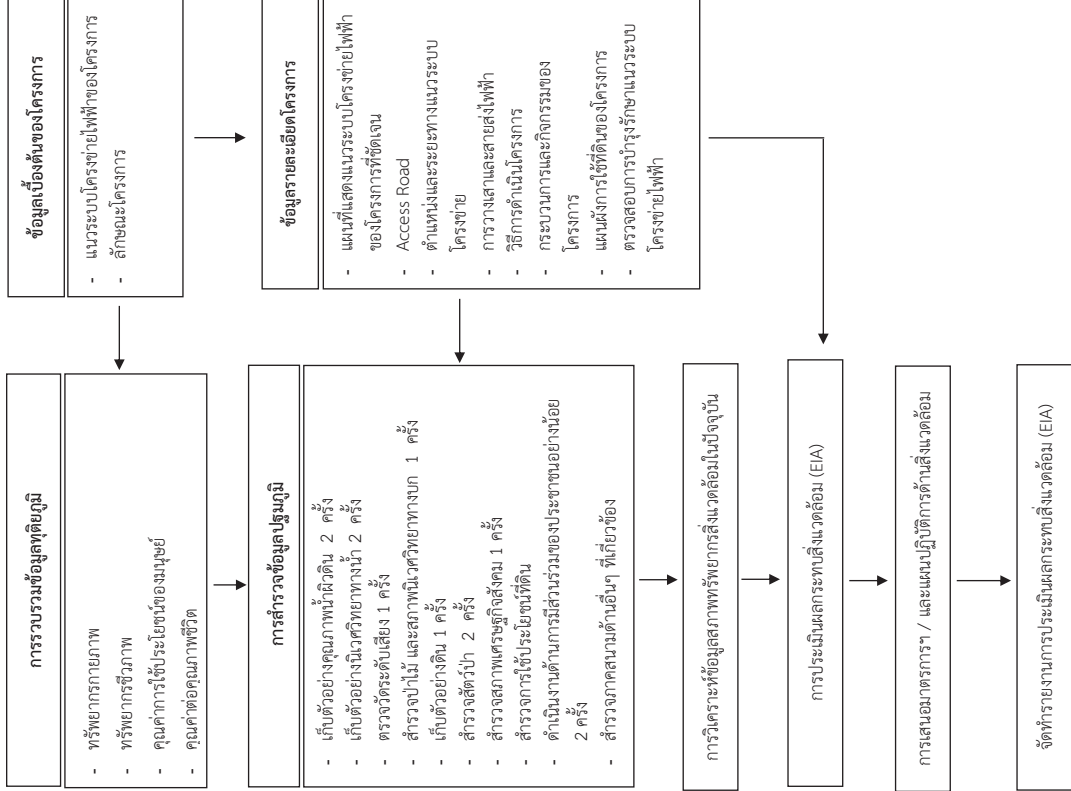 การรวบรวมข้อมูลทุติยภูมิ
- ทรัพยากรกายภาพ
- ทรัพยากรชีวภาพ
- คุณค่าการใช้ประโยชน์ของมนุษย์
- คุณค่าต่อคุณภาพชีวิต
ข้อมูลเบื้องต้นของโครงการ
- แนวระบบโครงข่ายไฟฟ้าของโครงการ
- ลักษณะโครงการ
การสำรวจข้อมูลปฐมภูมิ
- เก็บตัวอย่างคุณภาพน้ำผิวดิน 2 ครั้ง
- เก็บตัวอย่างนิเวศวิทยาทางน้ำ 2 ครั้ง
- ตรวจวัดระดับเสียง 1 ครั้ง
- สำรวจป่าไม้ และสภาพนิเวศวิทยาทางบก 1 ครั้ง
- เก็บตัวอย่างดิน 1 ครั้ง
- สำรวจสัตว์ป่า 2 ครั้ง
- สำรวจสภาพเศรษฐกิจสังคม 1 ครั้ง
- สำรวจการใช้ประโยชน์ที่ดิน
- ดำเนินงานด้านการมีส่วนร่วมของประชาชนอย่างน้อย
2 ครั้ง
- สำรวจภาคสนามด้านอื่นๆ ที่เกี่ยวข้อง
ข้อมูลรายละเอียดโครงการ
- แผนที่แสดงแนวระบบโครงข่ายไฟฟ้า
ของโครงการที่ชัดเจน
- Access Road
- ตำแหน่งและระยะทางแนวระบบ
โครงข่าย
- การวางเสาและสายส่งไฟฟ้า
- วิธีการดำเนินโครงการ
- กระบวนการและกิจกรรมของ
โครงการ
- แผนผังการใช้ที่ดินของโครงการ
- ตรวจสอบการบำรุงรักษาแนวระบบ
โครงข่ายไฟฟ้า
การวิเคราะห์ข้อมูลสภาพทรัพยากรสิ่งแวดล้อมในปัจจุบัน
การประเมินผลกระทบสิ่งแวดล้อม (EIA)
การเสนอมาตรการฯ / และแผนปฏิบัติการด้านสิ่งแวดล้อม
จัดทำรายงานการประเมินผลกระทบสิ่งแวดล้อม (EIA)